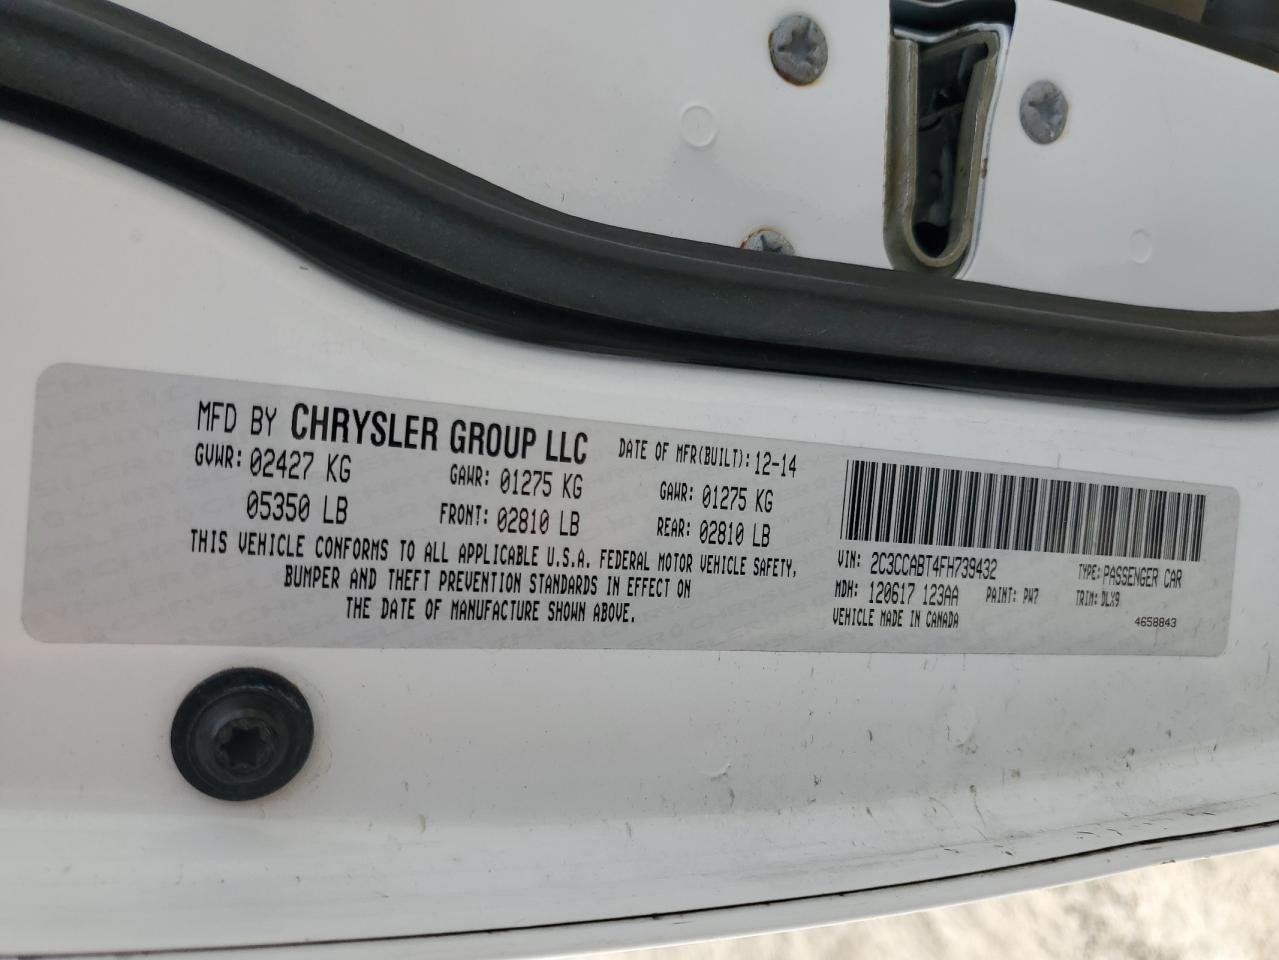 MFD BY CHRYSLER GROUP LLC DATE OF MFR(BUILT): 12-14
GVWR: 02427 KG GAWR: 01275 KG GAWR: 01275 KG
05350 LB FRONT: 02810 LB REAR: 02810 LB
THIS VEHICLE CONFORMS TO ALL APPLICABLE U.S.A. FEDERAL MOTOR VEHICLE SAFETY,
BUMPER AND THEFT PREVENTION STANDARDS IN EFFECT ON
THE DATE OF MANUFACTURE SHOWN ABOVE.
VIN: 2C3CCABT4FH739432 TYPE: PASSENGER CAR
MDH: 120617 123AA PAINT: PW7 TRIM: DLX9
VEHICLE MADE IN CANADA 4658843